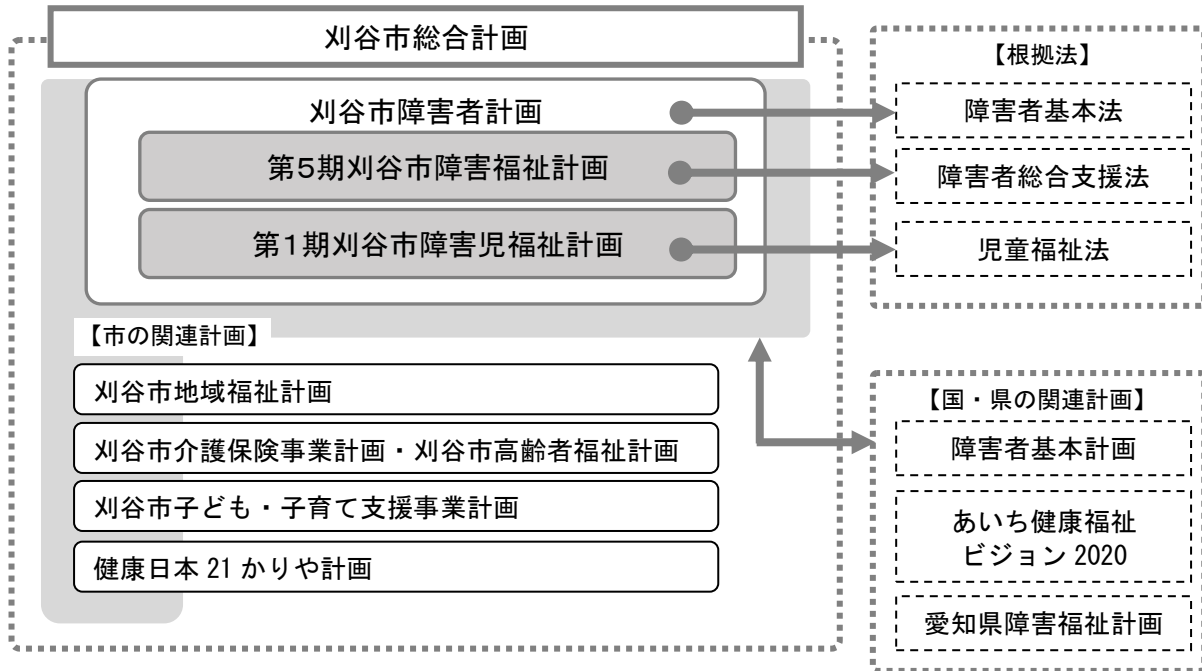 刈谷市総合計画
刈谷市障害者計画
第5期刈谷市障害福祉計画
第1期刈谷市障害児福祉計画
【市の関連計画】
刈谷市地域福祉計画
刈谷市介護保険事業計画・刈谷市高齢者福祉計画
刈谷市子ども・子育て支援事業計画
健康日本21かりや計画
【根拠法】
障害者基本法
障害者総合支援法
児童福祉法
【国・県の関連計画】
障害者基本計画
あいち健康福祉
ビジョン2020
愛知県障害福祉計画